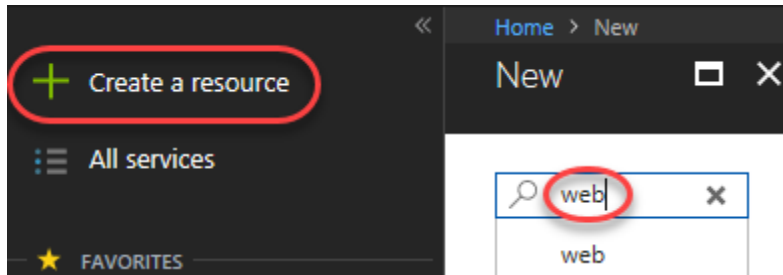 Create a resource
All services
FAVORITES
Home > New
New
web
web